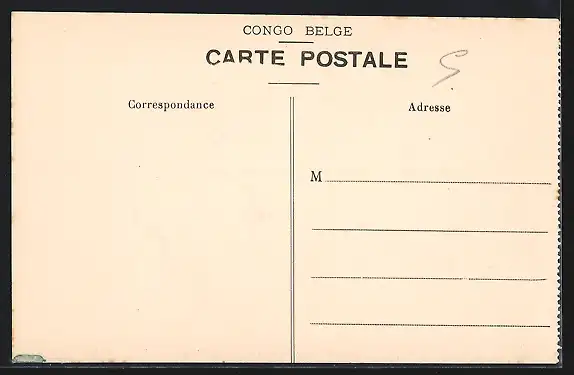 CONGO BELGE
CARTE POSTALE
Correspondance
Adresse
M